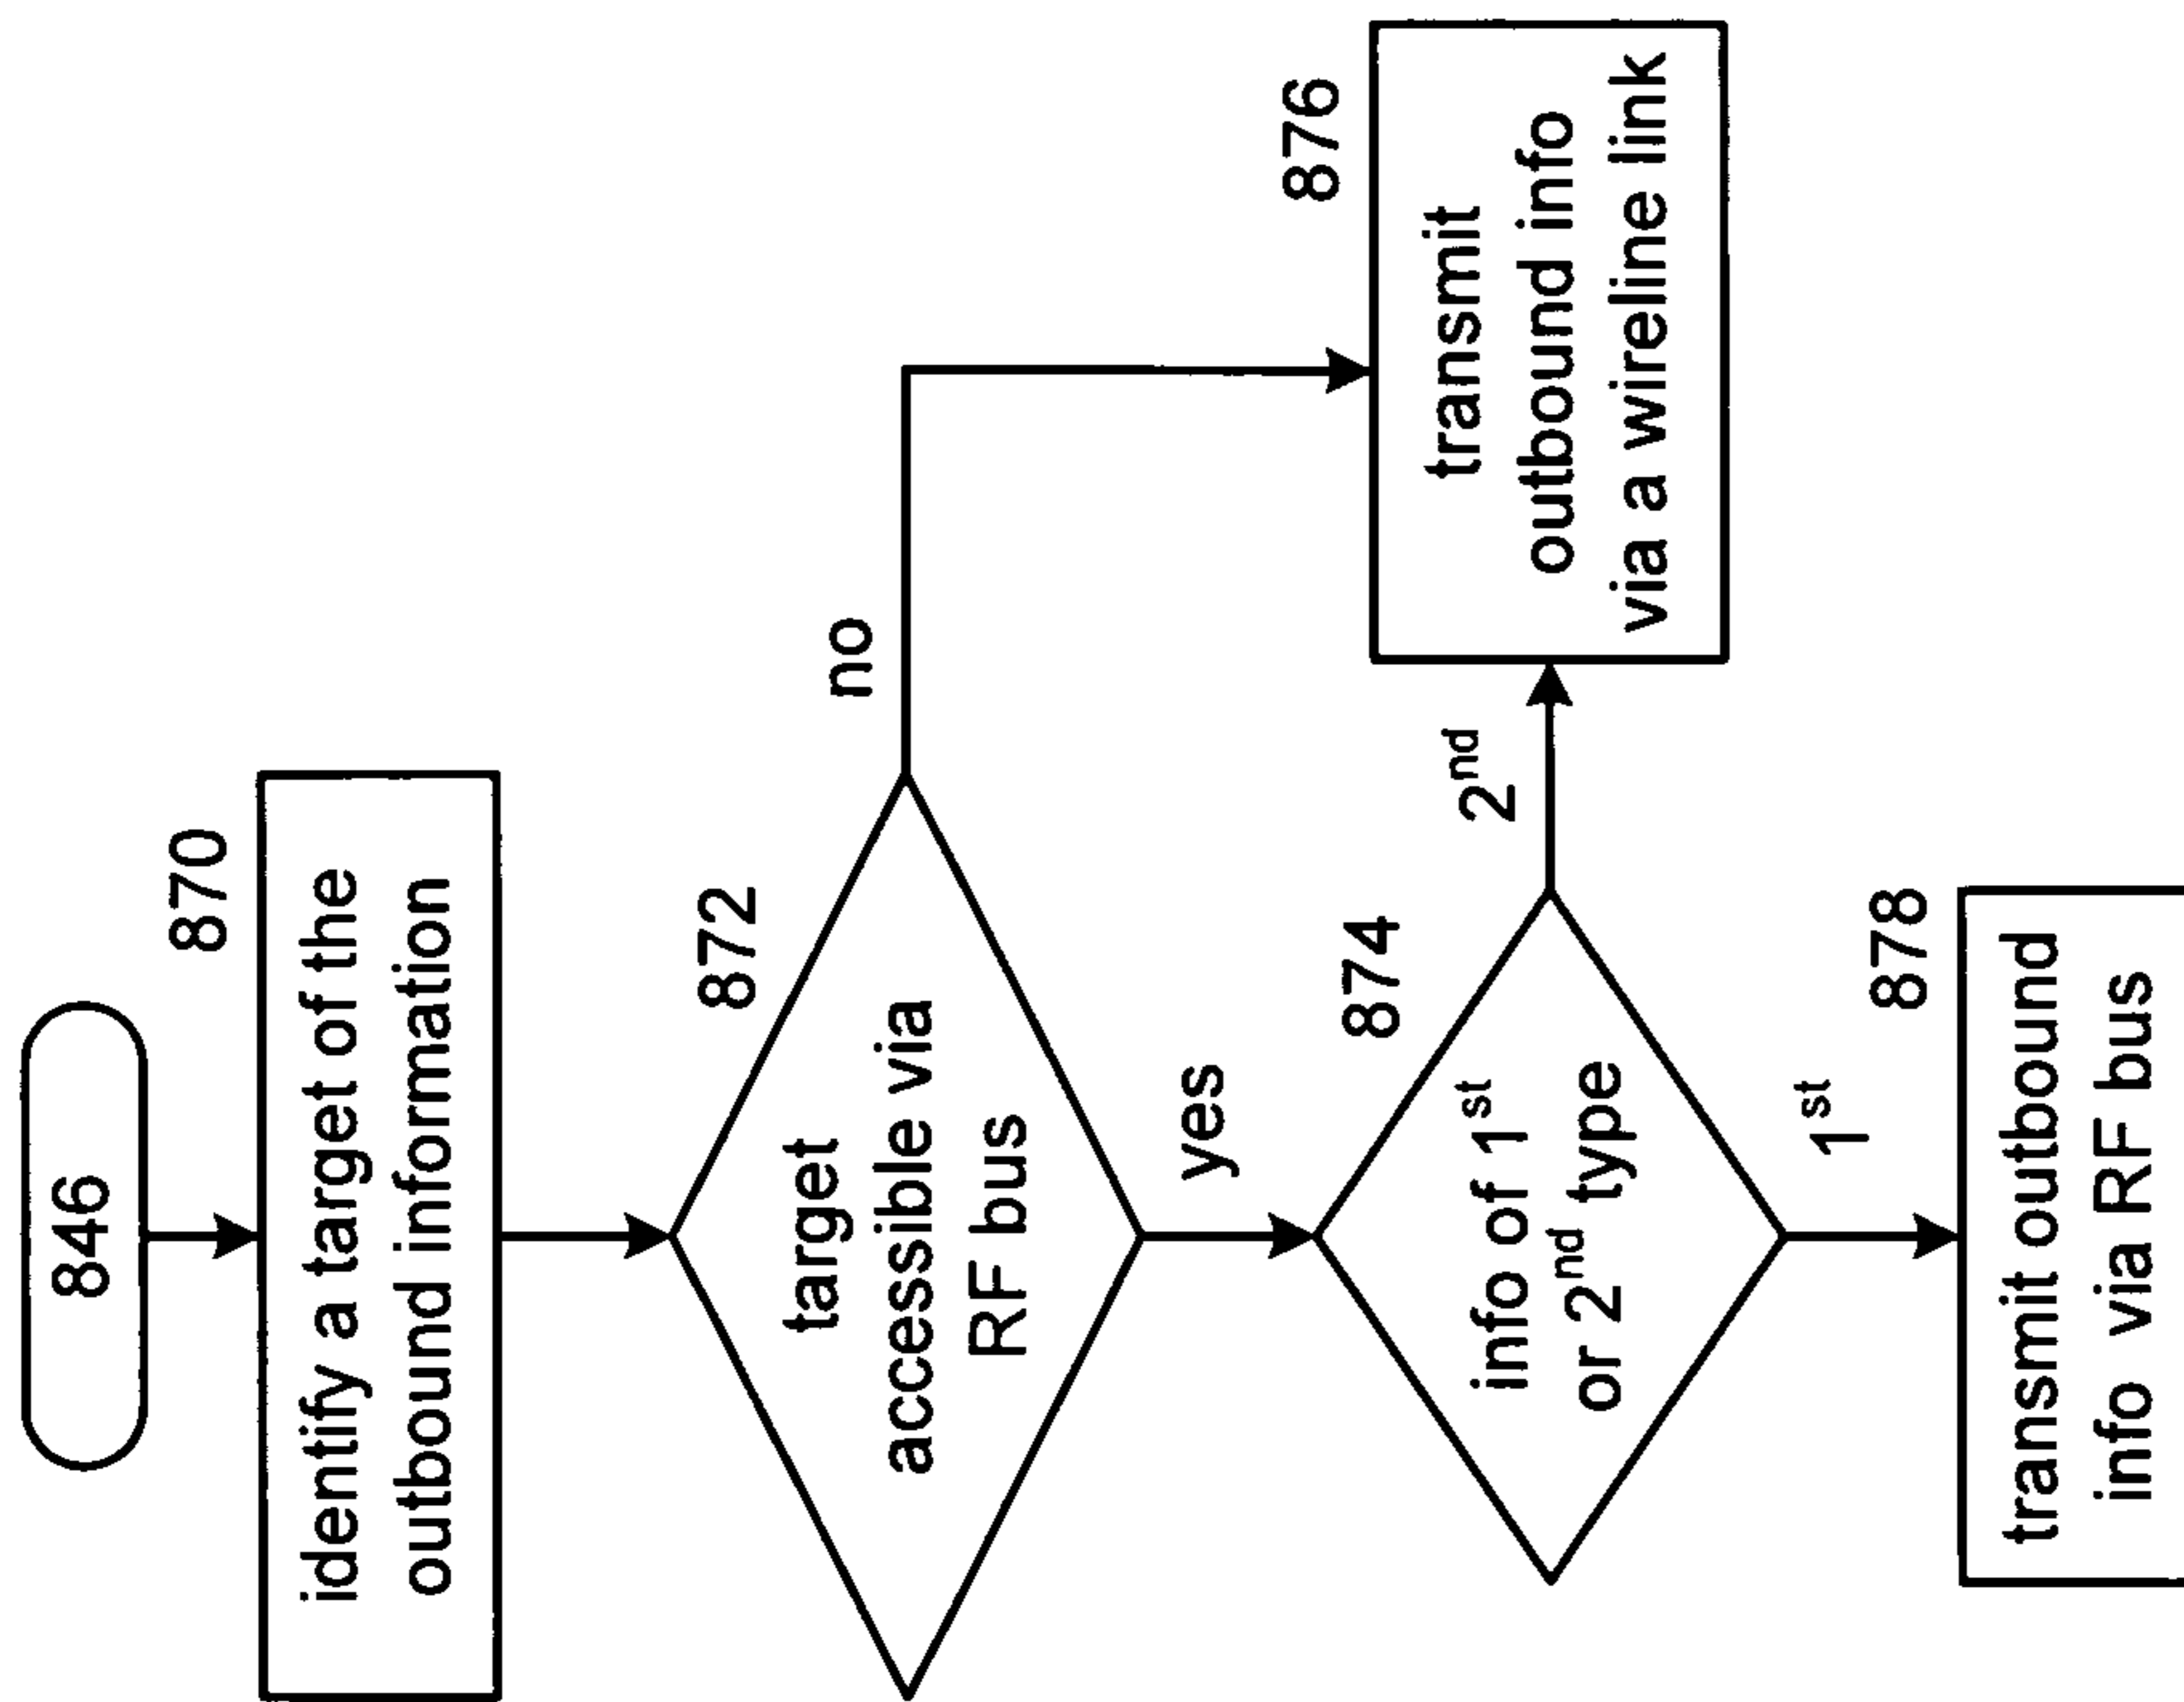 846
870
identify a target of the
outbound information
872
target
accessible via
RF bus
no
yes
874
info of 1st
or 2nd type
2nd
876
transmit
outbound info
via a wireline link
1st
878
transmit outbound
info via RF bus